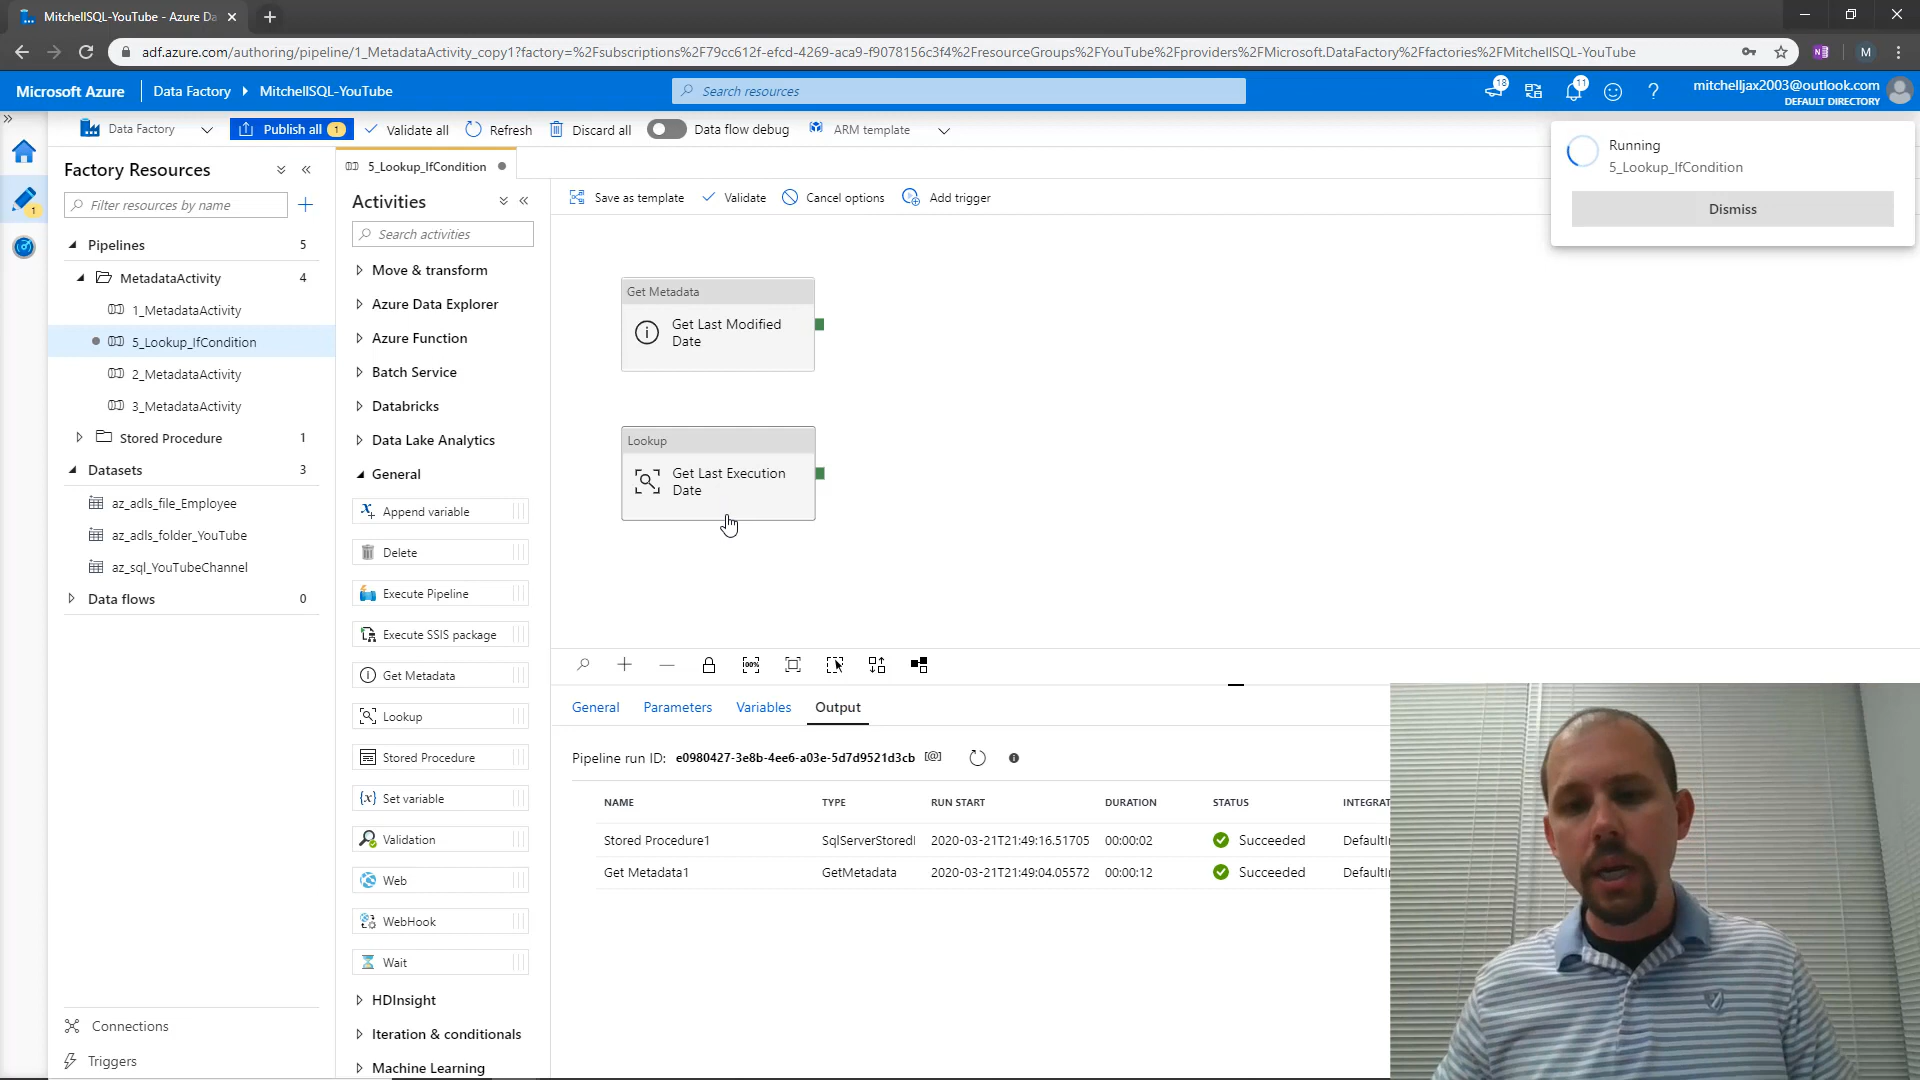 MitchellSQL-YouTube - Azure Da
adf.azure.com/authoring/pipeline/1_MetadataActivity_copy1?factory=%2Fsubscriptions%2F79cc612f-efcd-4269-aca9-f9078156c3f4%2FresourceGroups%2FYouTube%2Fproviders%2FMicrosoft.DataFactory%2Ffactories%2FMitchellSQL-YouTube
M
Microsoft Azure
Data Factory
MitchellSQL-YouTube
Search resources
18
11
mitchelljax2003@outlook.com
DEFAULT DIRECTORY
Data Factory
Publish all 1
Validate all
Refresh
Discard all
Data flow debug
ARM template
Running
5_Lookup_IfCondition
Dismiss
1
Factory Resources
Filter resources by name
Pipelines 5
MetadataActivity 4
1_MetadataActivity
5_Lookup_IfCondition
2_MetadataActivity
3_MetadataActivity
Stored Procedure 1
Datasets 3
az_adls_file_Employee
az_adls_folder_YouTube
az_sql_YouTubeChannel
Data flows 0
Connections
Triggers
5_Lookup_IfCondition
Activities
Search activities
Move & transform
Azure Data Explorer
Azure Function
Batch Service
Databricks
Data Lake Analytics
General
Append variable
Delete
Execute Pipeline
Execute SSIS package
Get Metadata
Lookup
Stored Procedure
Set variable
Validation
Web
WebHook
Wait
HDInsight
Iteration & conditionals
Machine Learning
Save as template
Validate
Cancel options
Add trigger
Get Metadata
Get Last Modified
Date
Lookup
Get Last Execution
Date
100%
General
Parameters
Variables
Output
Pipeline run ID: e0980427-3e8b-4ee6-a03e-5d7d9521d3cb
NAME TYPE RUN START DURATION STATUS INTEGRAT
Stored Procedure1 SqlServerStored 2020-03-21T21:49:16.51705 00:00:02 Succeeded DefaultI
Get Metadata1 GetMetadata 2020-03-21T21:49:04.05572 00:00:12 Succeeded DefaultI